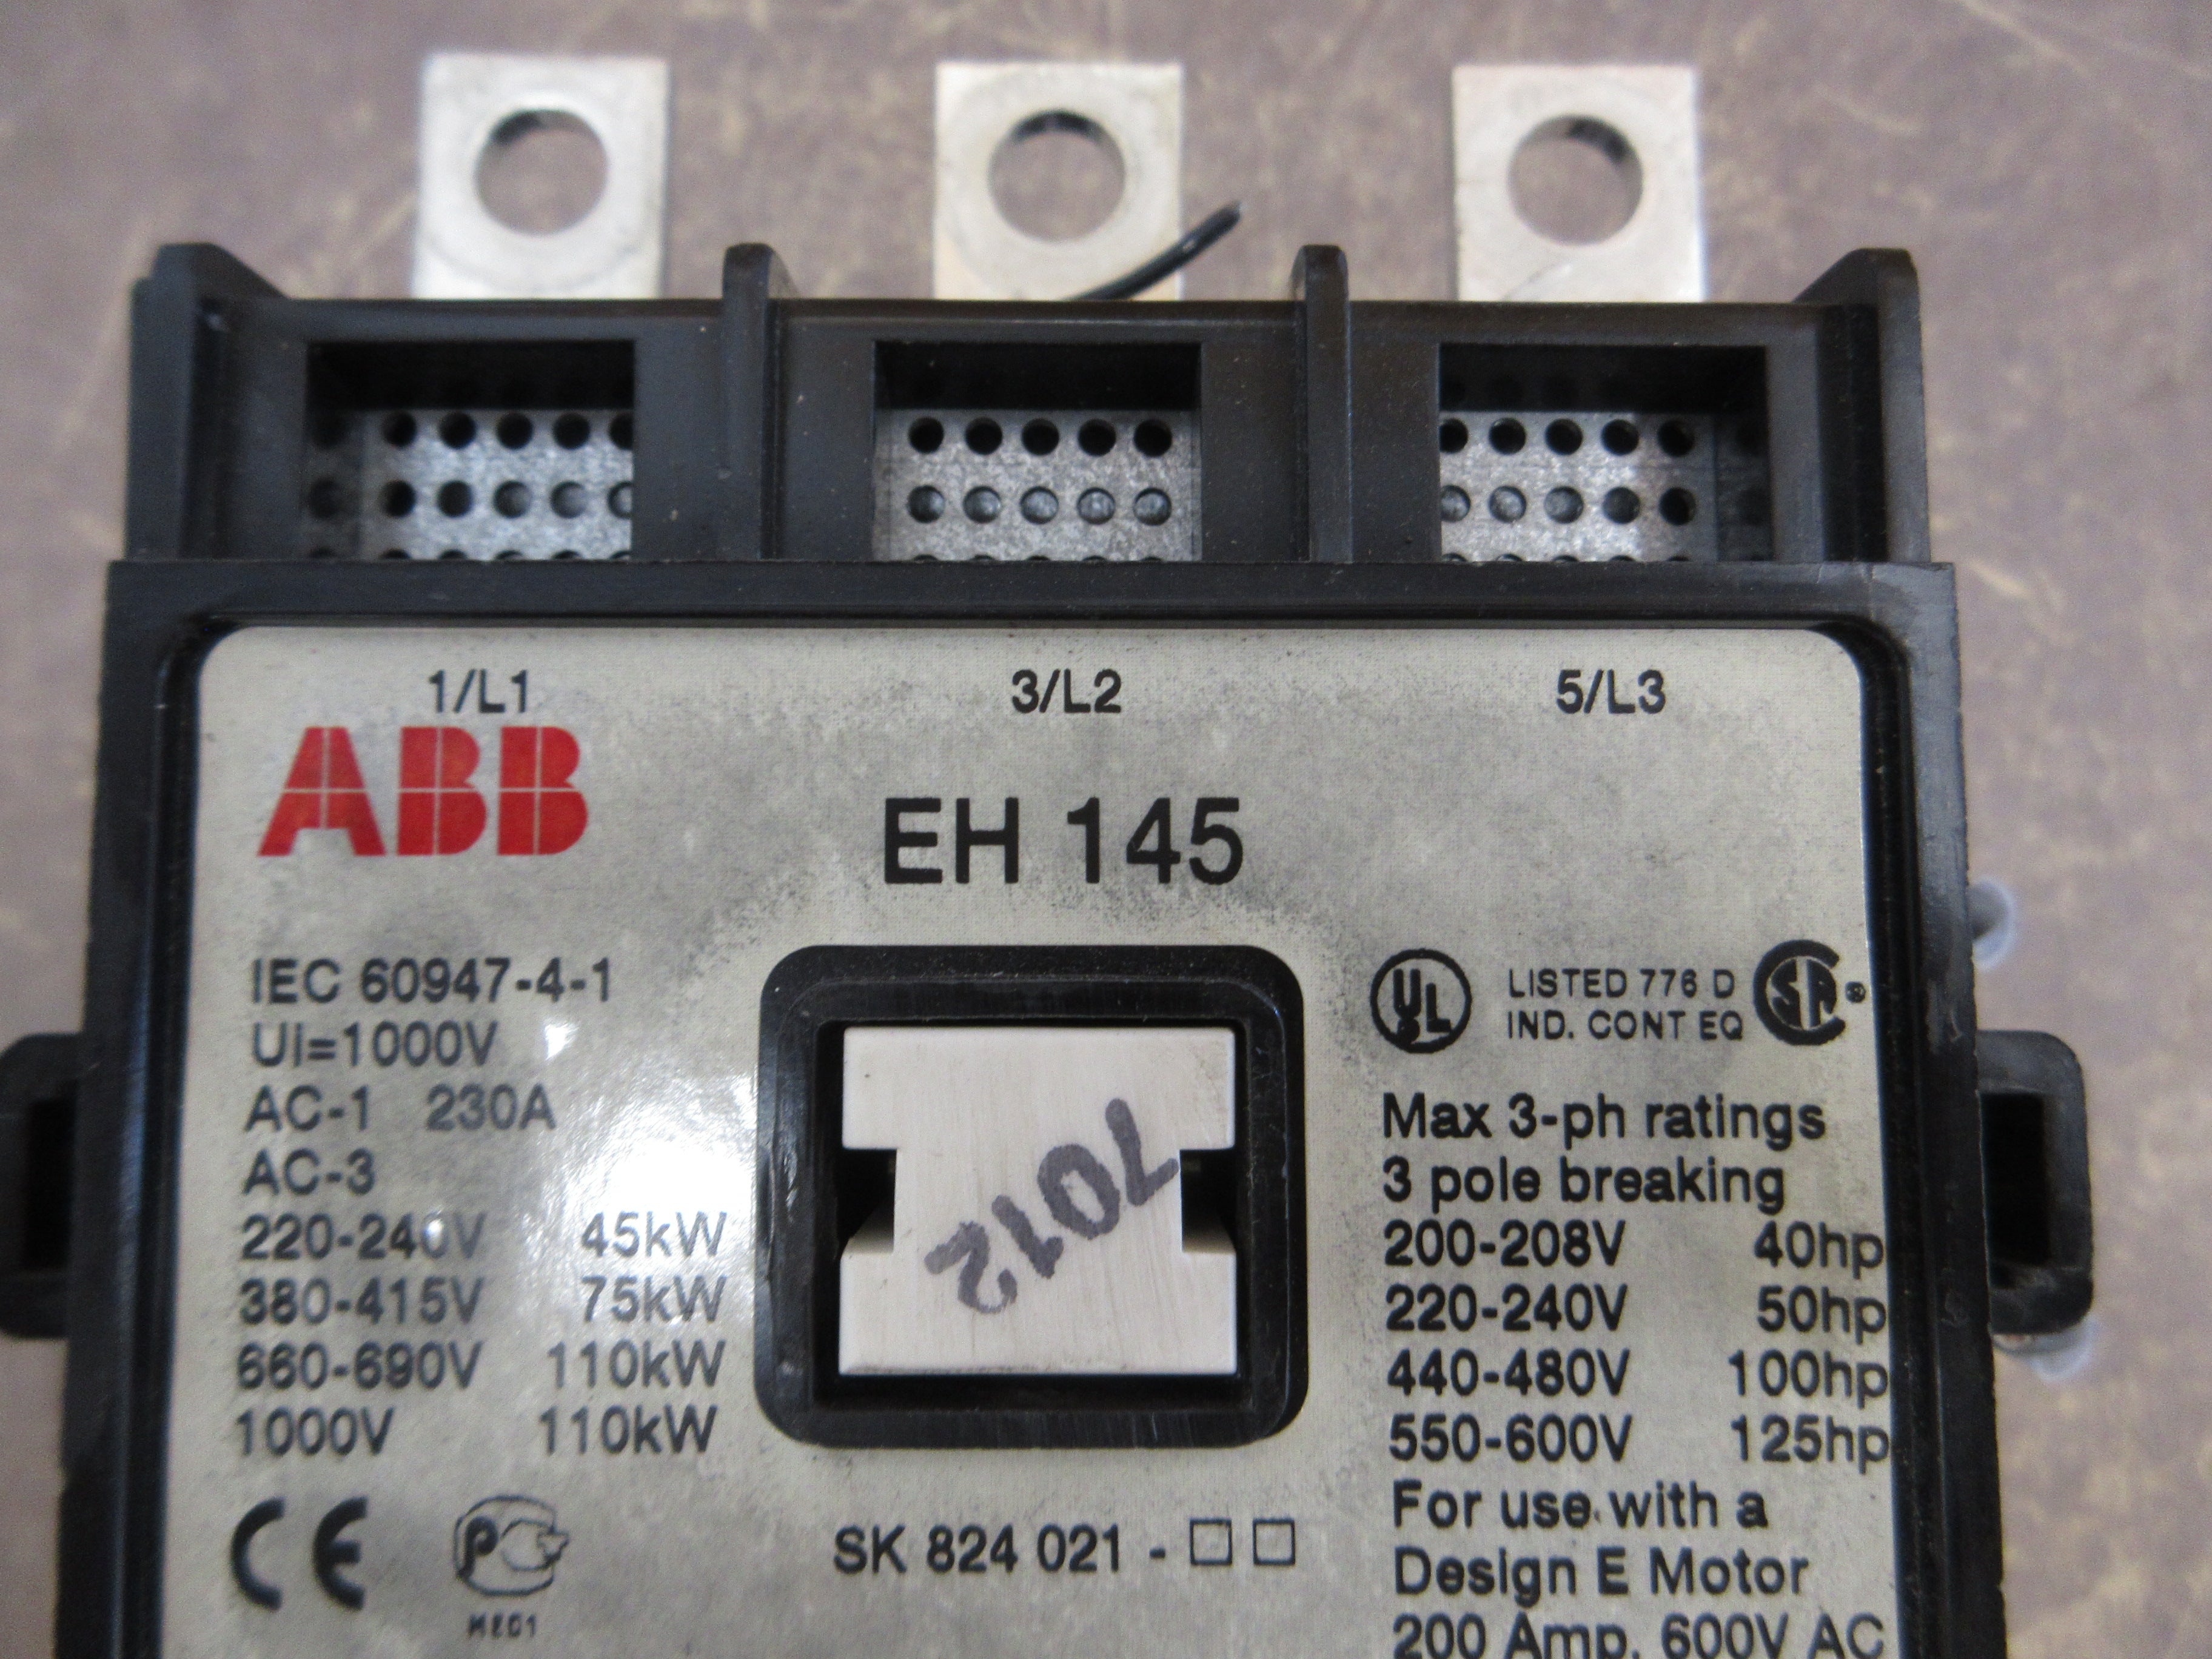 1/L1 3/L2 5/L3
ABB
EH 145
IEC 60947-4-1
Ui=1000V
AC-1 230A
AC-3
220-240V 45kW
380-415V 75kW
660-690V 110kW
1000V 110kW
CE
7012
SK 824 021 - □ □
UL LISTED 776 D
IND. CONT EQ
SA ®
Max 3-ph ratings
3 pole breaking
200-208V 40hp
220-240V 50hp
440-480V 100hp
550-600V 125hp
For use with a
Design E Motor
200 Amp, 600V AC